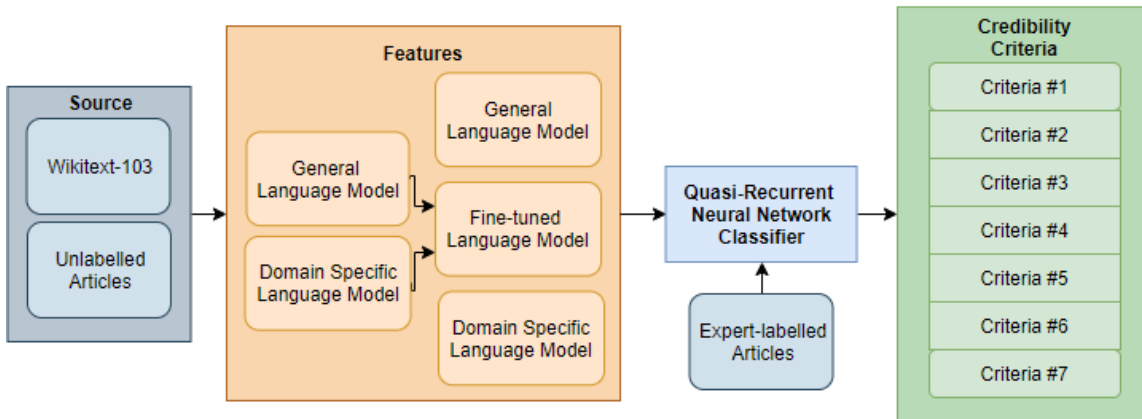 Source
Wikitext-103
Unlabelled
Articles
Features
General
Language Model
Domain Specific
Language Model
General
Language Model
Fine-tuned
Language Model
Domain Specific
Language Model
Quasi-Recurrent
Neural Network
Classifier
Expert-labelled
Articles
Credibility
Criteria
Criteria #1
Criteria #2
Criteria #3
Criteria #4
Criteria #5
Criteria #6
Criteria #7